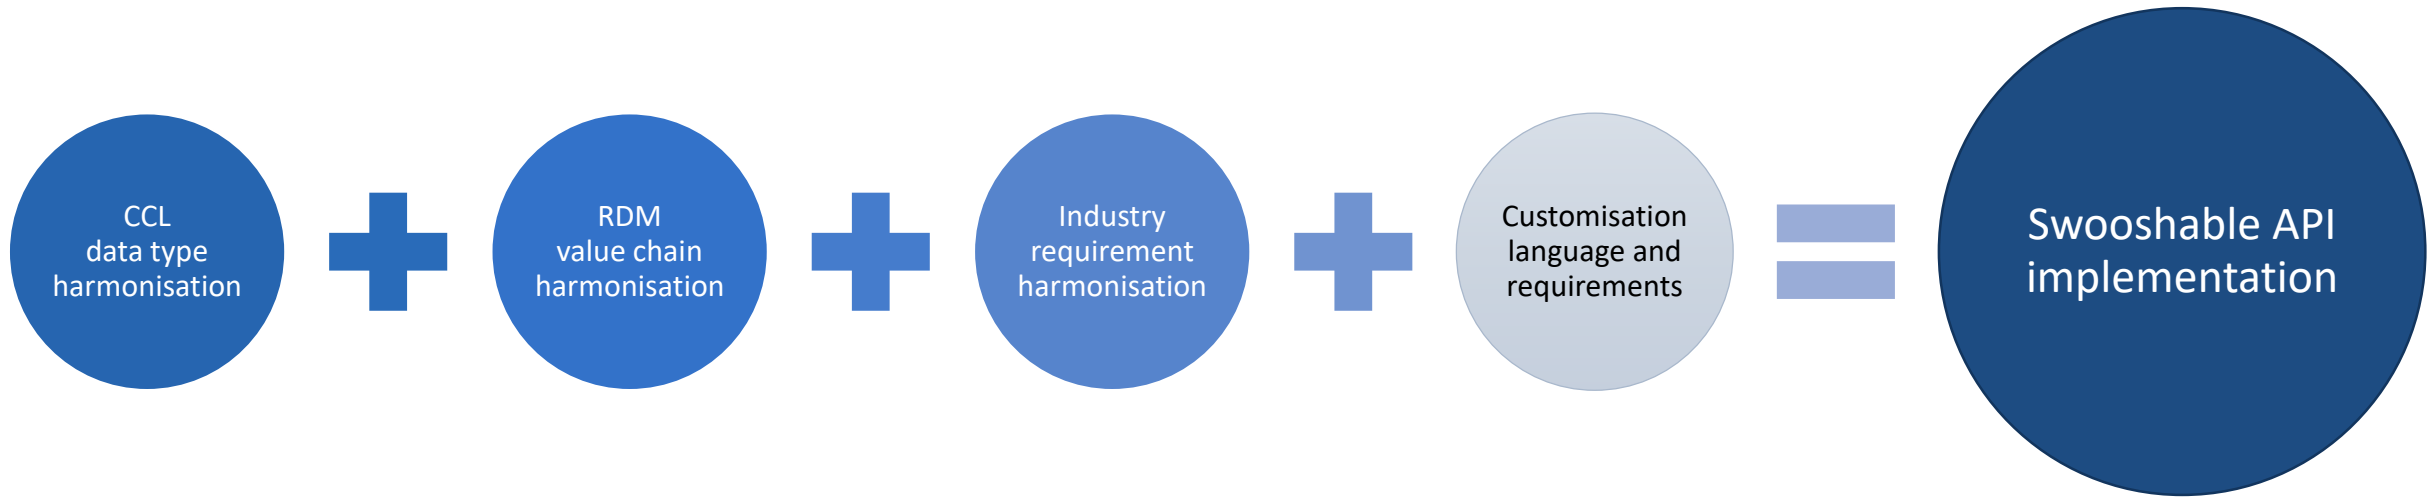 CCL
data type
harmonisation
RDM
value chain
harmonisation
Industry
requirement
harmonisation
Customisation
language and
requirements
Swooshable API
implementation